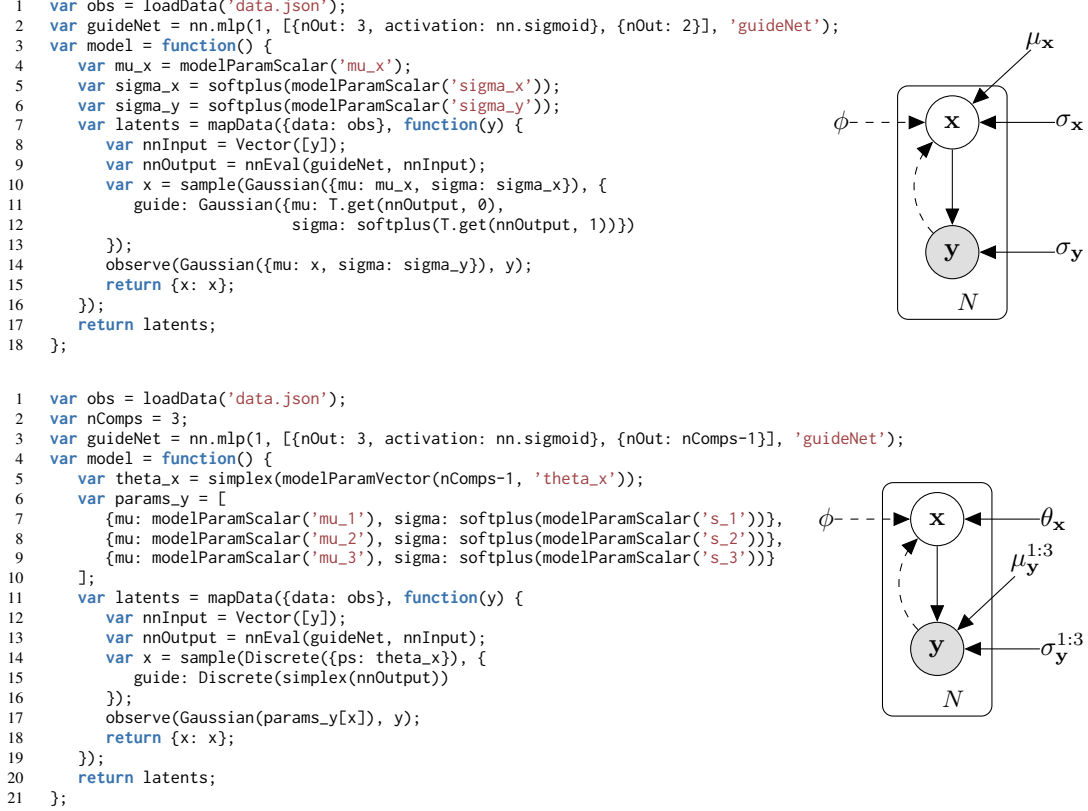 1 var obs = loadData('data.json');
2 var guideNet = nn.mlp(1, [{nOut: 3, activation: nn.sigmoid}, {nOut: 2}], 'guideNet');
3 var model = function() {
4 var mu_x = modelParamScalar('mu_x');
5 var sigma_x = softplus(modelParamScalar('sigma_x'));
6 var sigma_y = softplus(modelParamScalar('sigma_y'));
7 var latents = mapData({data: obs}, function(y) {
8 var nnInput = Vector([y]);
9 var nnOutput = nnEval(guideNet, nnInput);
10 var x = sample(Gaussian({mu: mu_x, sigma: sigma_x}), {
11 guide: Gaussian({mu: T.get(nnOutput, 0),
12 sigma: softplus(T.get(nnOutput, 1))})
13 });
14 observe(Gaussian({mu: x, sigma: sigma_y}), y);
15 return {x: x};
16 });
17 return latents;
18 };
μx
ϕ x σx
y σy
N
1 var obs = loadData('data.json');
2 var nComps = 3;
3 var guideNet = nn.mlp(1, [{nOut: 3, activation: nn.sigmoid}, {nOut: nComps-1}], 'guideNet');
4 var model = function() {
5 var theta_x = simplex(modelParamVector(nComps-1, 'theta_x'));
6 var params_y = [
7 {mu: modelParamScalar('mu_1'), sigma: softplus(modelParamScalar('s_1'))},
8 {mu: modelParamScalar('mu_2'), sigma: softplus(modelParamScalar('s_2'))},
9 {mu: modelParamScalar('mu_3'), sigma: softplus(modelParamScalar('s_3'))}
10 ];
11 var latents = mapData({data: obs}, function(y) {
12 var nnInput = Vector([y]);
13 var nnOutput = nnEval(guideNet, nnInput);
14 var x = sample(Discrete({ps: theta_x}), {
15 guide: Discrete(simplex(nnOutput))
16 });
17 observe(Gaussian(params_y[x]), y);
18 return {x: x};
19 });
20 return latents;
21 };
ϕ x θx
μy 1:3
y σy 1:3
N